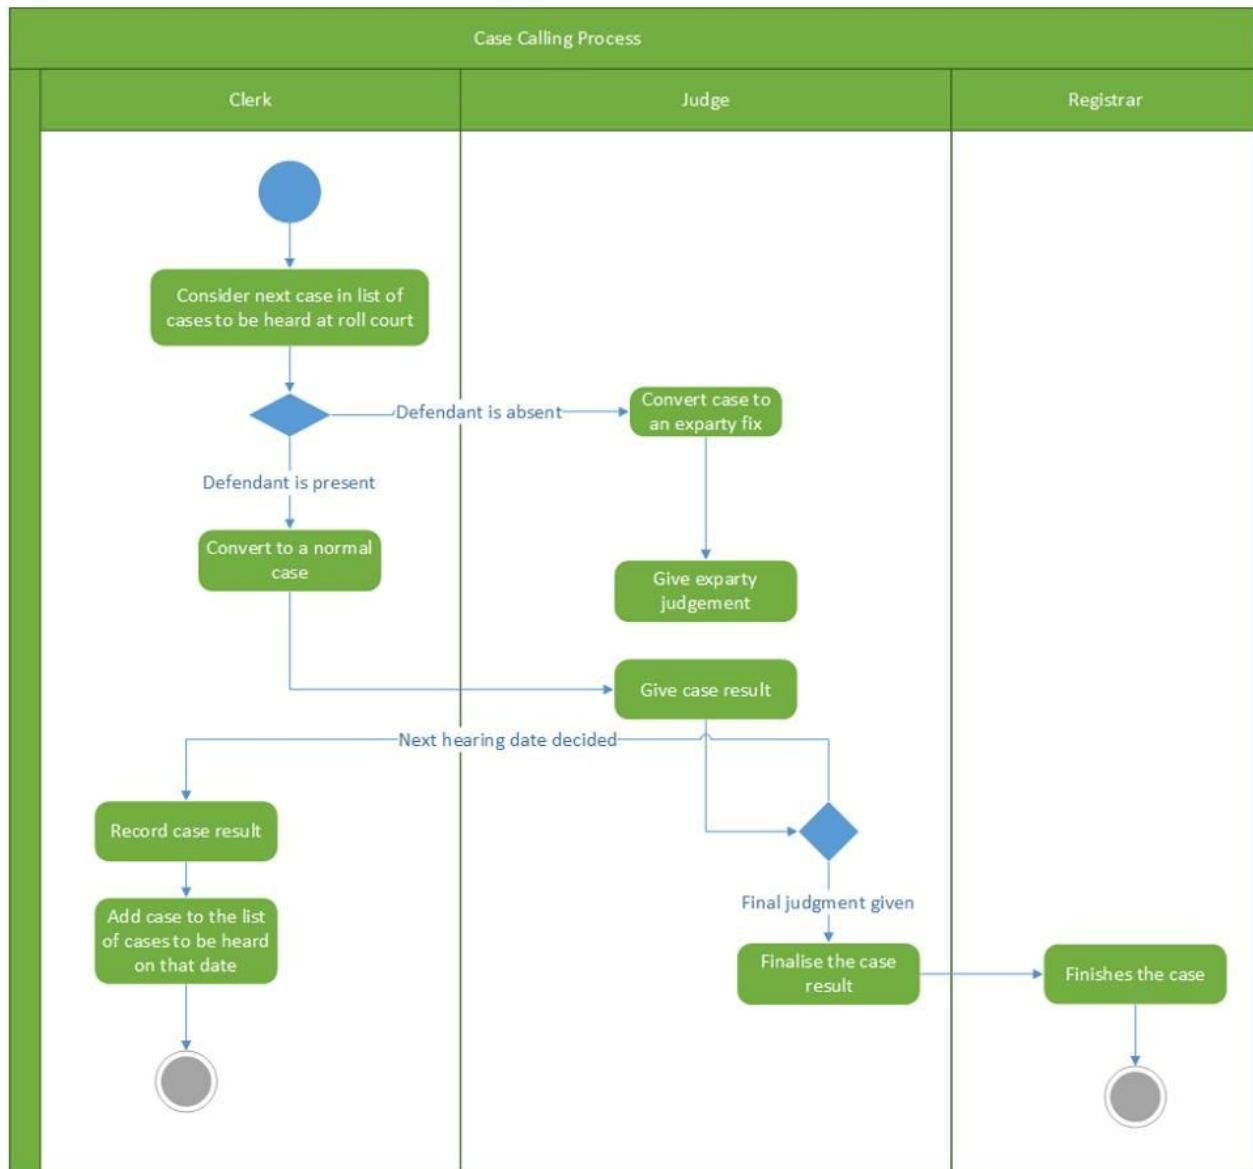 Case Calling Process
Clerk
Judge
Registrar
Consider next case in list of
cases to be heard at roll court
Defendant is absent
Convert case to
an exparty fix
Defendant is present
Convert to a normal
case
Give exparty
judgement
Give case result
Next hearing date decided
Record case result
Final judgment given
Add case to the list
of cases to be heard
on that date
Finalise the case
result
Finishes the case